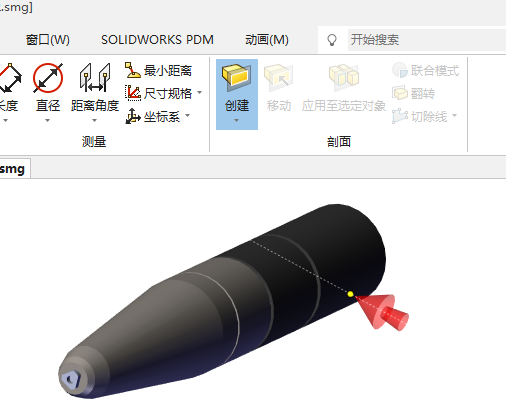 .smg]
窗口(W) SOLIDWORKS PDM 动画(M) 开始搜索
长度 直径 距离角度 最小距离 尺寸规格 坐标系
测量
创建 移动 应用至选定对象 联合模式 翻转 切除线
剖面
smg